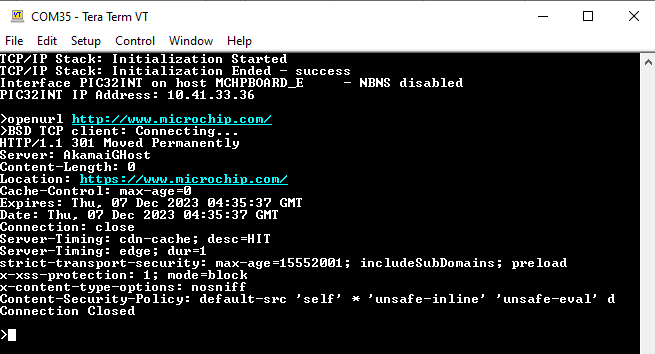 COM35 - Tera Term VT
File Edit Setup Control Window Help
TCP/IP Stack: Initialization Started
TCP/IP Stack: Initialization Ended - success
Interface PIC32INT on host MCHPBOARD_E     - NBNS disabled
PIC32INT IP Address: 10.41.33.36
>openurl http://www.microchip.com/
>BSD TCP client: Connecting...
HTTP/1.1 301 Moved Permanently
Server: AkamaiGHost
Content-Length: 0
Location: https://www.microchip.com/
Cache-Control: max-age=0
Expires: Thu, 07 Dec 2023 04:35:37 GMT
Date: Thu, 07 Dec 2023 04:35:37 GMT
Connection: close
Server-Timing: cdn-cache; desc=HIT
Server-Timing: edge; dur=1
strict-transport-security: max-age=15552001; includeSubDomains; preload
x-xss-protection: 1; mode=block
x-content-type-options: nosniff
Content-Security-Policy: default-src 'self' * 'unsafe-inline' 'unsafe-eval' d
Connection Closed
>